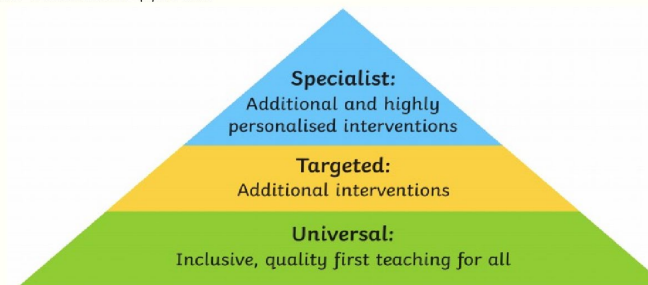 Specialist:
Additional and highly
personalised interventions
Targeted:
Additional interventions
Universal:
Inclusive, quality first teaching for all